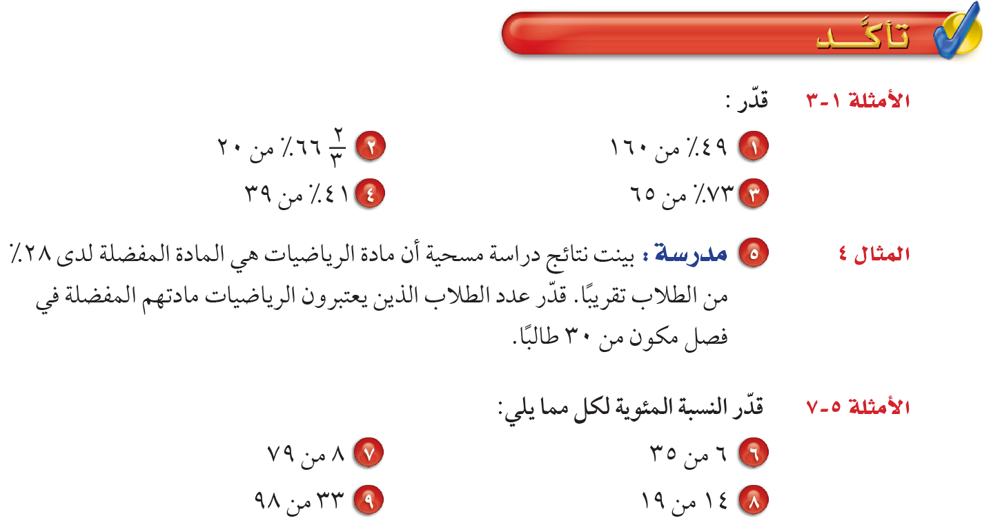 تأكَّــد
الأمثلة ١-٣ قدّر :
١ ٤٩٪ من ١٦٠ ٢ ٦٦ ٢/٣ ٪ من ٢٠
٣ ٧٣٪ من ٦٥ ٤ ٤١٪ من ٣٩
المثال ٤ ٥ مدرسة : بينت نتائج دراسة مسحية أن مادة الرياضيات هي المادة المفضلة لدى ٢٨٪
من الطلاب تقريبًا. قدّر عدد الطلاب الذين يعتبرون الرياضيات مادتهم المفضلة في
فصل مكون من ٣٠ طالبًا.
الأمثلة ٥-٧ قدّر النسبة المئوية لكل مما يلي:
٦ ٦ من ٣٥ ٧ ٨ من ٧٩
٨ ١٤ من ١٩ ٩ ٣٣ من ٩٨